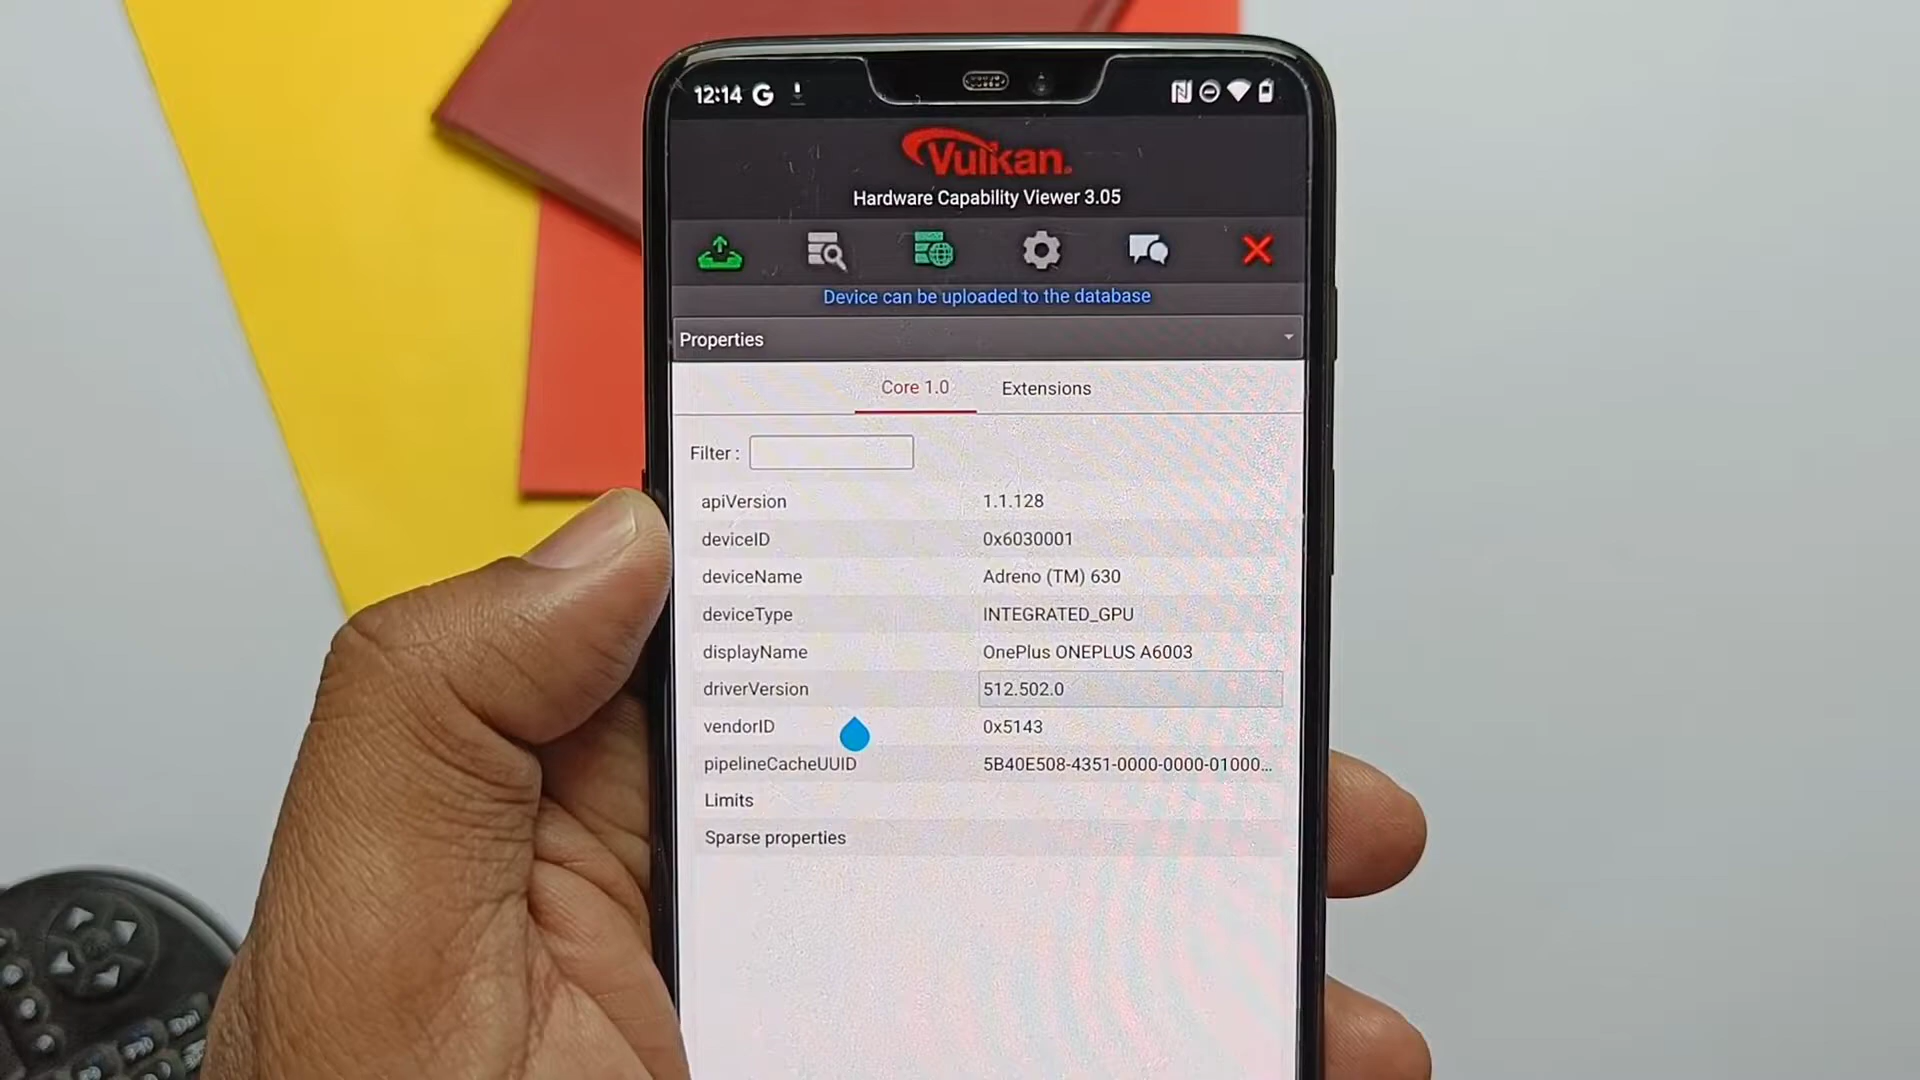 12:14
Vulkan.
Hardware Capability Viewer 3.05
Device can be uploaded to the database
Properties
Core 1.0 Extensions
Filter :
apiVersion 1.1.128
deviceID 0x6030001
deviceName Adreno (TM) 630
deviceType INTEGRATED_GPU
displayName OnePlus ONEPLUS A6003
driverVersion 512.502.0
vendorID 0x5143
pipelineCacheUUID 5B40E508-4351-0000-0000-01000...
Limits
Sparse properties